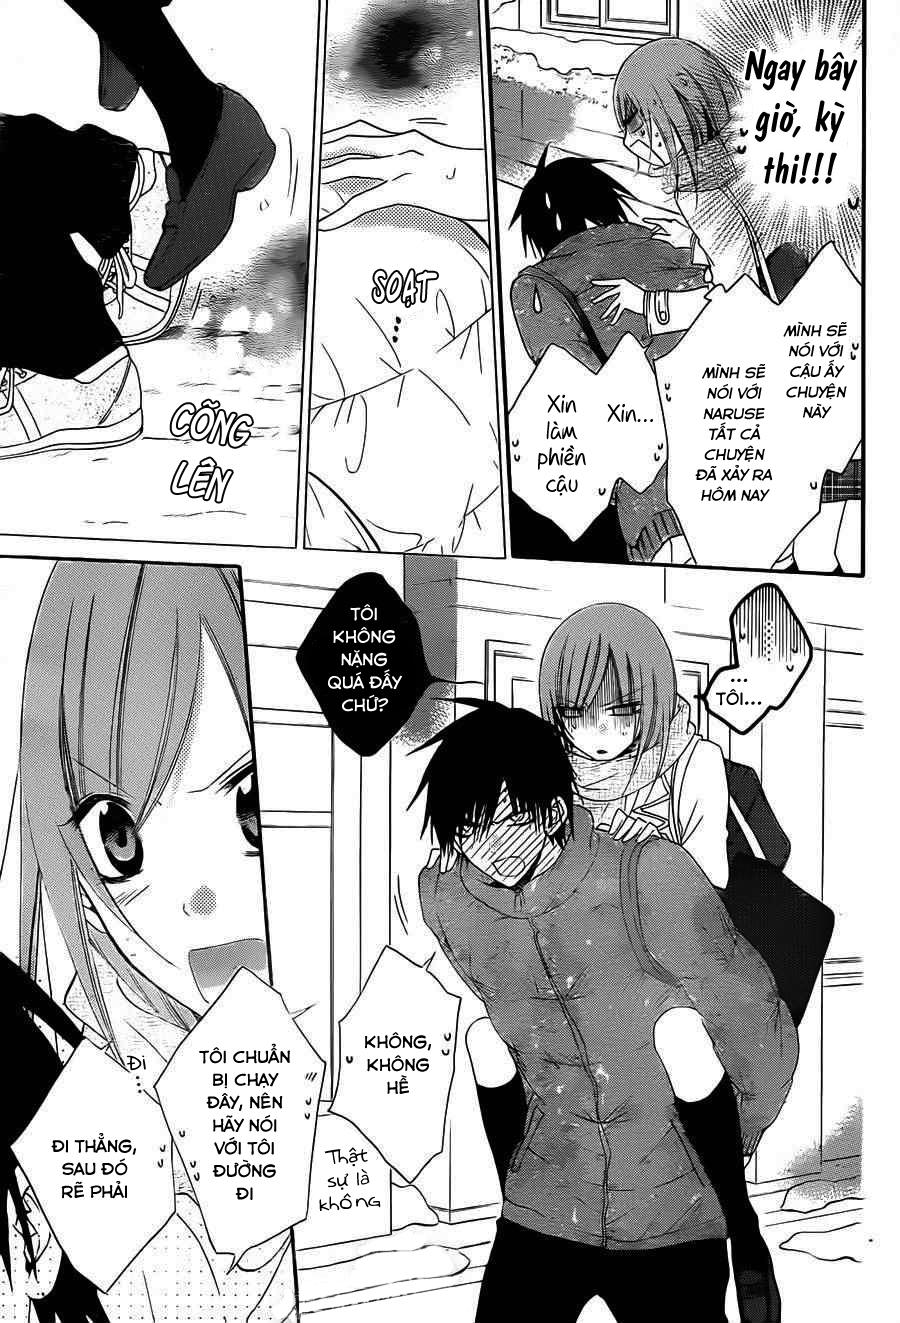 Ngay bây
giờ, kỳ
thi!!!
MÌNH SẼ
NÓI VỚI
CẬU ẤY
CHUYỆN
NÀY
MÌNH SẼ
NÓI VỚI
NARUSE
TẤT CẢ
CHUYỆN
ĐÃ XẢY RA
HÔM NAY
Xin...
Xin
làm
phiền
cậu
SOẠT
...
CÕNG
LÊN
...
TÔI...
TÔI
KHÔNG
NẶNG
QUÁ ĐẤY
CHỨ?
KHÔNG,
KHÔNG
HỀ
Thật
sự là
không
TÔI CHUẨN
BỊ CHẠY
ĐÂY, NÊN
HÃY NÓI
VỚI TÔI
ĐƯỜNG
ĐI
Đi
...
ĐI THẲNG,
SAU ĐÓ
RẼ PHẢI